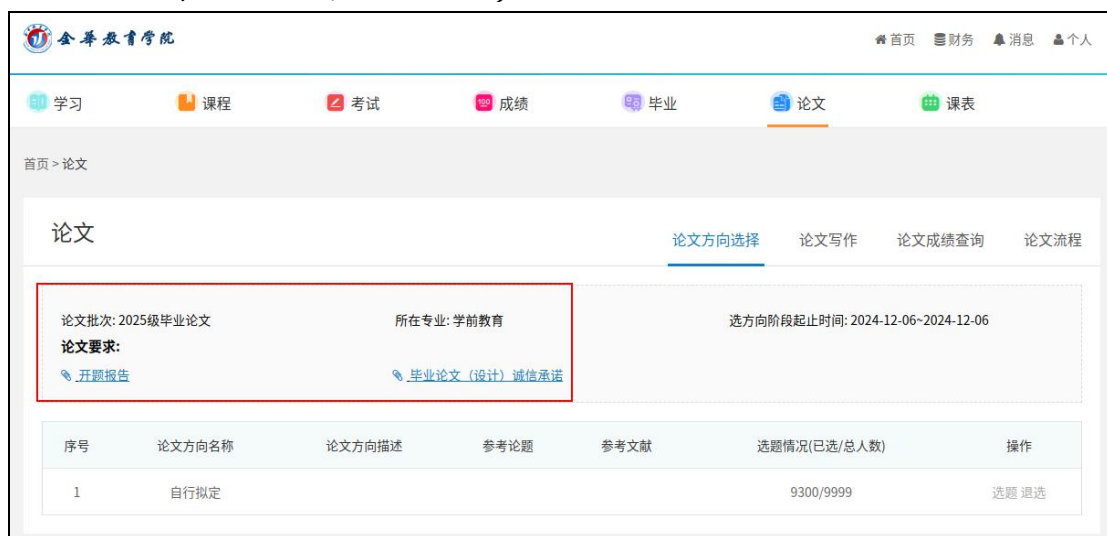 金华教育学院 首页 财务 消息 个人
学习 课程 考试 100 成绩 毕业 论文 课表
首页 > 论文
论文 论文方向选择 论文写作 论文成绩查询 论文流程
论文批次: 2025级毕业论文 所在专业: 学前教育 选方向阶段起止时间: 2024-12-06~2024-12-06
论文要求:
开题报告 毕业论文（设计）诚信承诺
序号 论文方向名称 论文方向描述 参考论题 参考文献 选题情况(已选/总人数) 操作
1 自行拟定 9300/9999 选题 退选